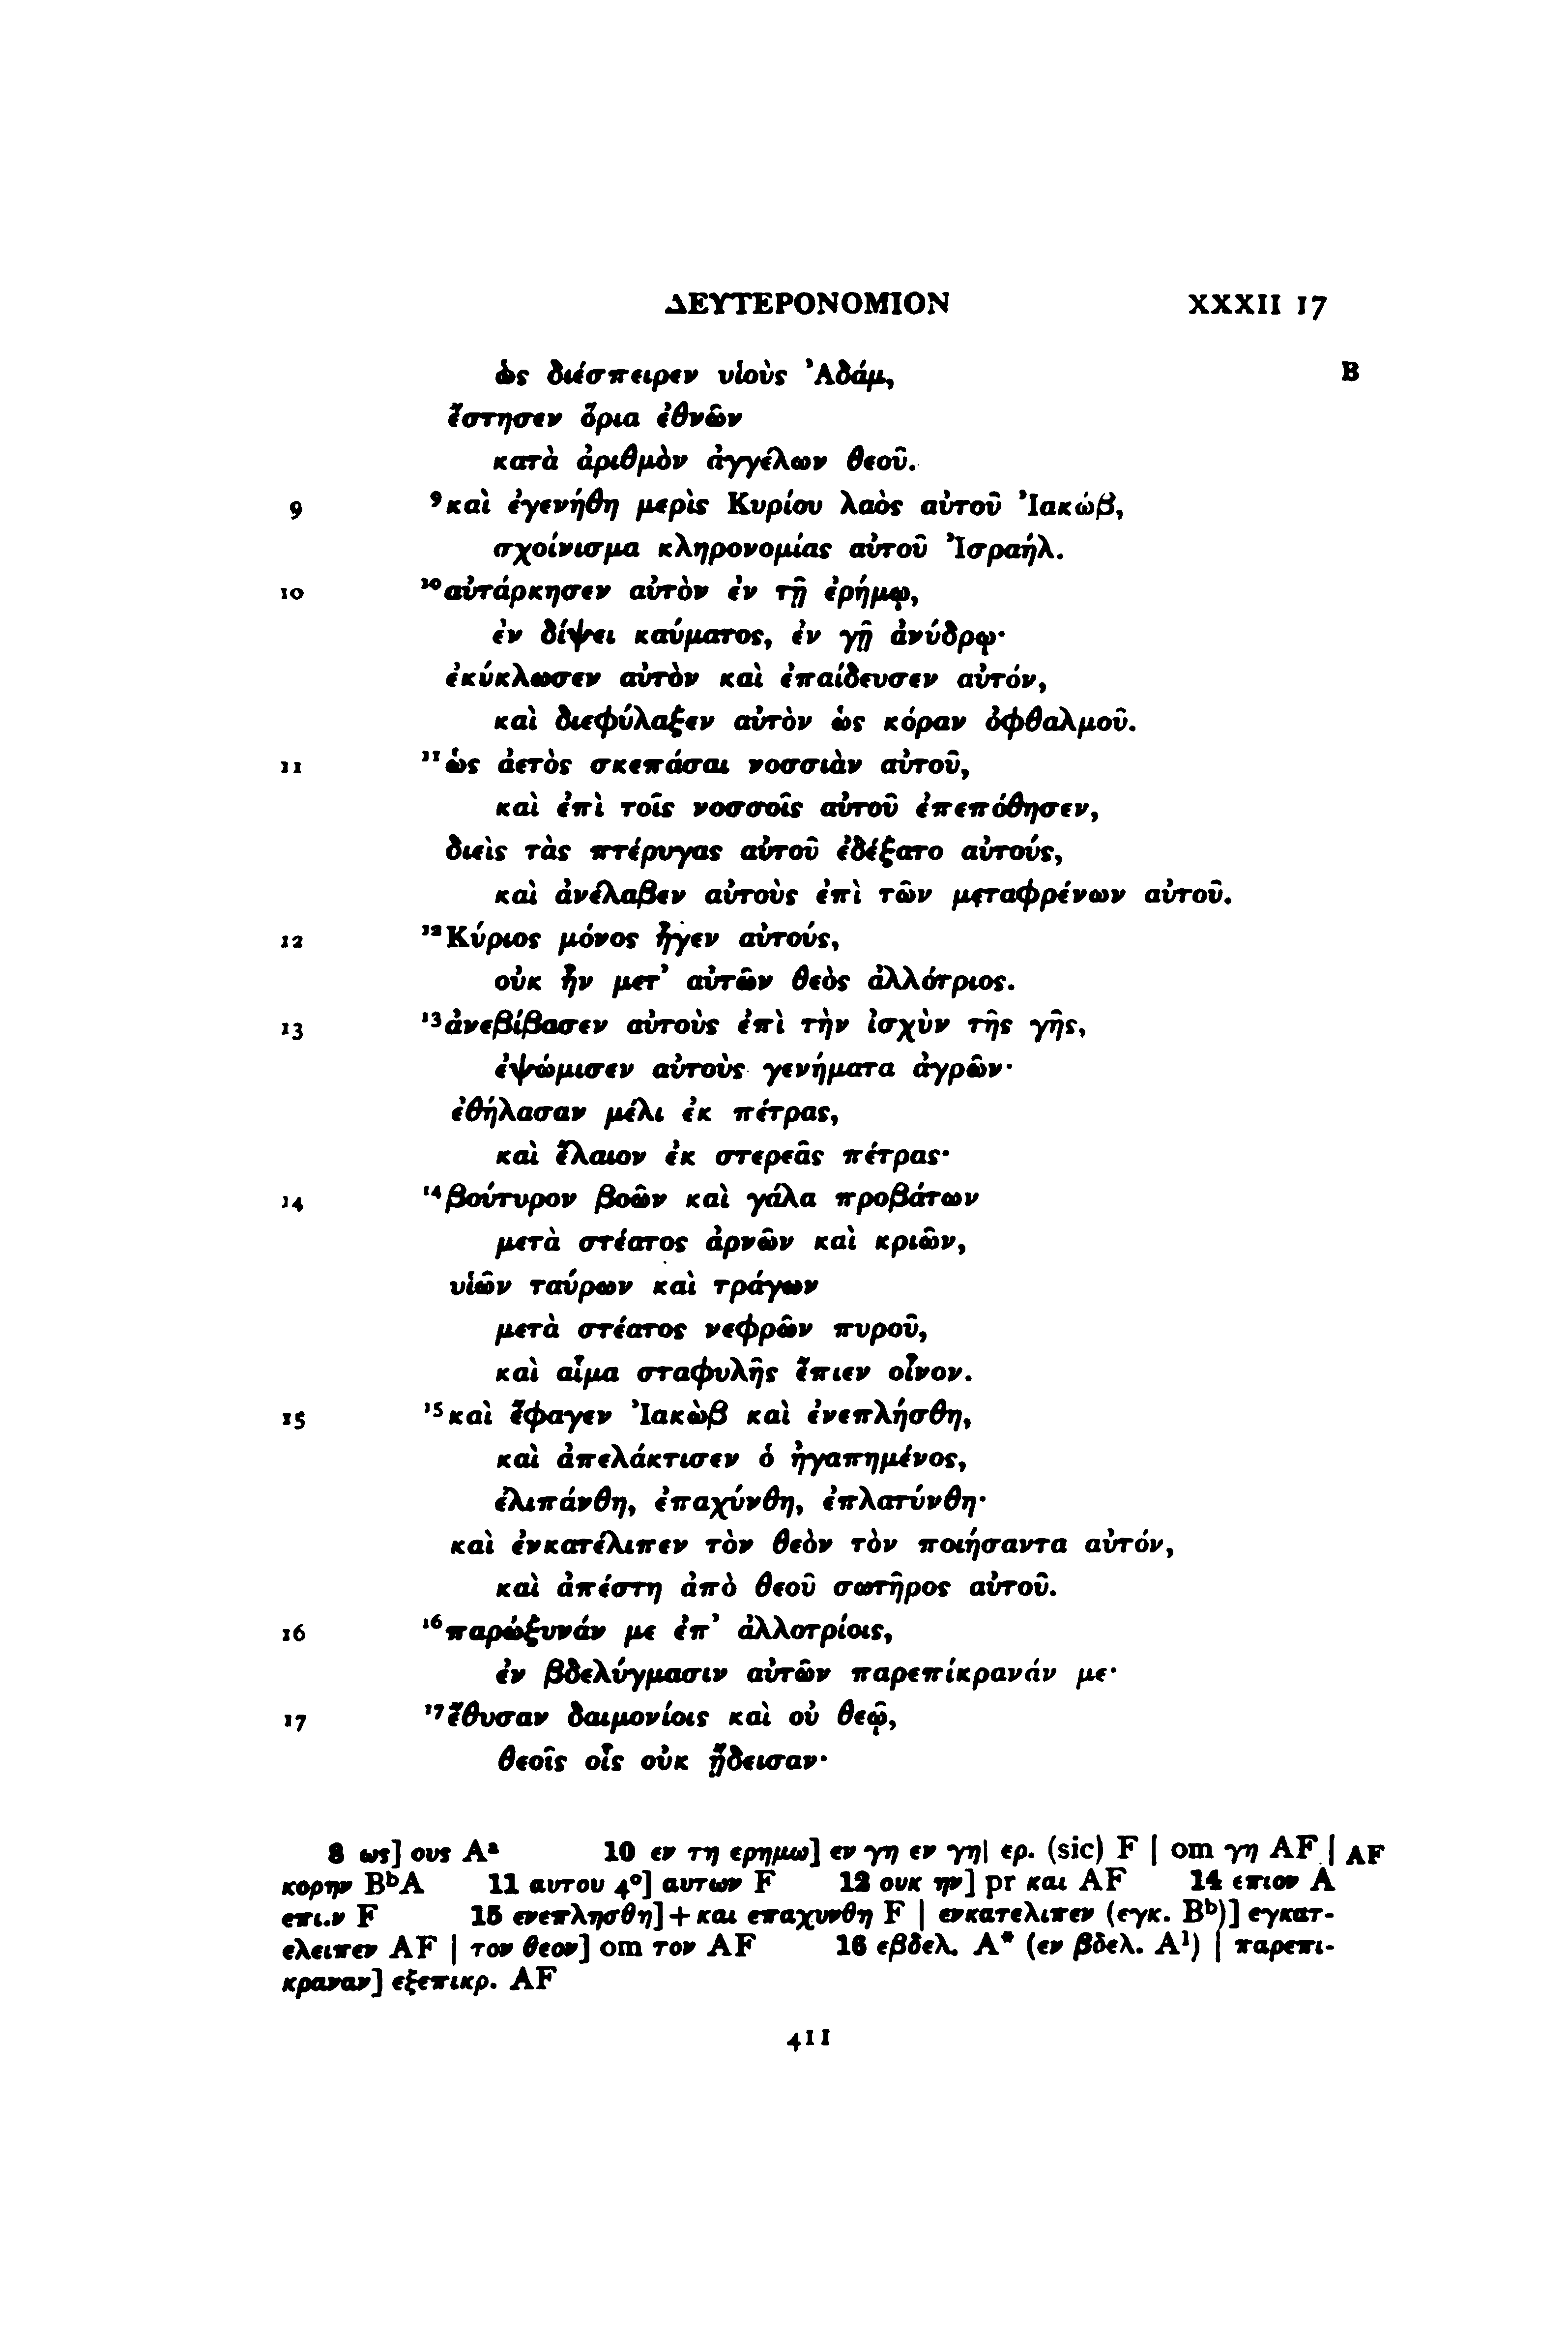 ΔΕΥΤΕΡΟΝΟΜΙΟΝ XXXII 17
ὡς διέσπειρεν υἱοὺς Ἀδάμ, B
ἔστησεν ὅρια ἐθνῶν
κατὰ ἀριθμὸν ἀγγέλων θεοῦ.
9 ⁹καὶ ἐγενήθη μερὶς Κυρίου λαὸς αὐτοῦ Ἰακώβ,
σχοίνισμα κληρονομίας αὐτοῦ Ἰσραήλ.
10 ¹⁰αὐτάρκησεν αὐτὸν ἐν τῇ ἐρήμῳ,
ἐν δίψει καύματος, ἐν γῇ ἀνύδρῳ·
ἐκύκλωσεν αὐτὸν καὶ ἐπαίδευσεν αὐτόν,
καὶ διεφύλαξεν αὐτὸν ὡς κόραν ὀφθαλμοῦ.
11 ¹¹ὡς ἀετὸς σκεπάσαι νοσσιὰν αὐτοῦ,
καὶ ἐπὶ τοῖς νοσσοῖς αὐτοῦ ἐπεπόθησεν,
διεὶς τὰς πτέρυγας αὐτοῦ ἐδέξατο αὐτούς,
καὶ ἀνέλαβεν αὐτοὺς ἐπὶ τῶν μεταφρένων αὐτοῦ.
12 ¹²Κύριος μόνος ἦγεν αὐτούς,
οὐκ ἦν μετ’ αὐτῶν θεὸς ἀλλότριος.
13 ¹³ἀνεβίβασεν αὐτοὺς ἐπὶ τὴν ἰσχὺν τῆς γῆς,
ἐψώμισεν αὐτοὺς γενήματα ἀγρῶν·
ἐθήλασαν μέλι ἐκ πέτρας,
καὶ ἔλαιον ἐκ στερεᾶς πέτρας·
14 ¹⁴βούτυρον βοῶν καὶ γάλα προβάτων
μετὰ στέατος ἀρνῶν καὶ κριῶν,
υἱῶν ταύρων καὶ τράγων
μετὰ στέατος νεφρῶν πυροῦ,
καὶ αἷμα σταφυλῆς ἔπιεν οἶνον.
15 ¹⁵καὶ ἔφαγεν Ἰακὼβ καὶ ἐνεπλήσθη,
καὶ ἀπελάκτισεν ὁ ἠγαπημένος,
ἐλιπάνθη, ἐπαχύνθη, ἐπλατύνθη·
καὶ ἐνκατέλιπεν τὸν θεὸν τὸν ποιήσαντα αὐτόν,
καὶ ἀπέστη ἀπὸ θεοῦ σωτῆρος αὐτοῦ.
16 ¹⁶παρώξυνάν με ἐπ’ ἀλλοτρίοις,
ἐν βδελύγμασιν αὐτῶν παρεπίκρανάν με·
17 ¹⁷ἔθυσαν δαιμονίοις καὶ οὐ θεῷ,
θεοῖς οἷς οὐκ ᾔδεισαν·
8 ως] ους Aᵃ 10 εν τη ερημω] εν γη εν γη| ερ. (sic) F | om γη AF | AF
κορην BᵇA 11 αυτου 4°] αυτων F 12 ουκ ην] pr και AF 14 επιον A
επι.ν F 15 ενεπλησθη]+και επαχυνθη F | ενκατελιπεν (εγκ. Bᵇ)] εγκατ-
ελειπεν AF | τον θεον] om τον AF 16 εβδελ. A* (εν βδελ. A¹) | παρεπι-
κραναν] εξεπικρ. AF
411